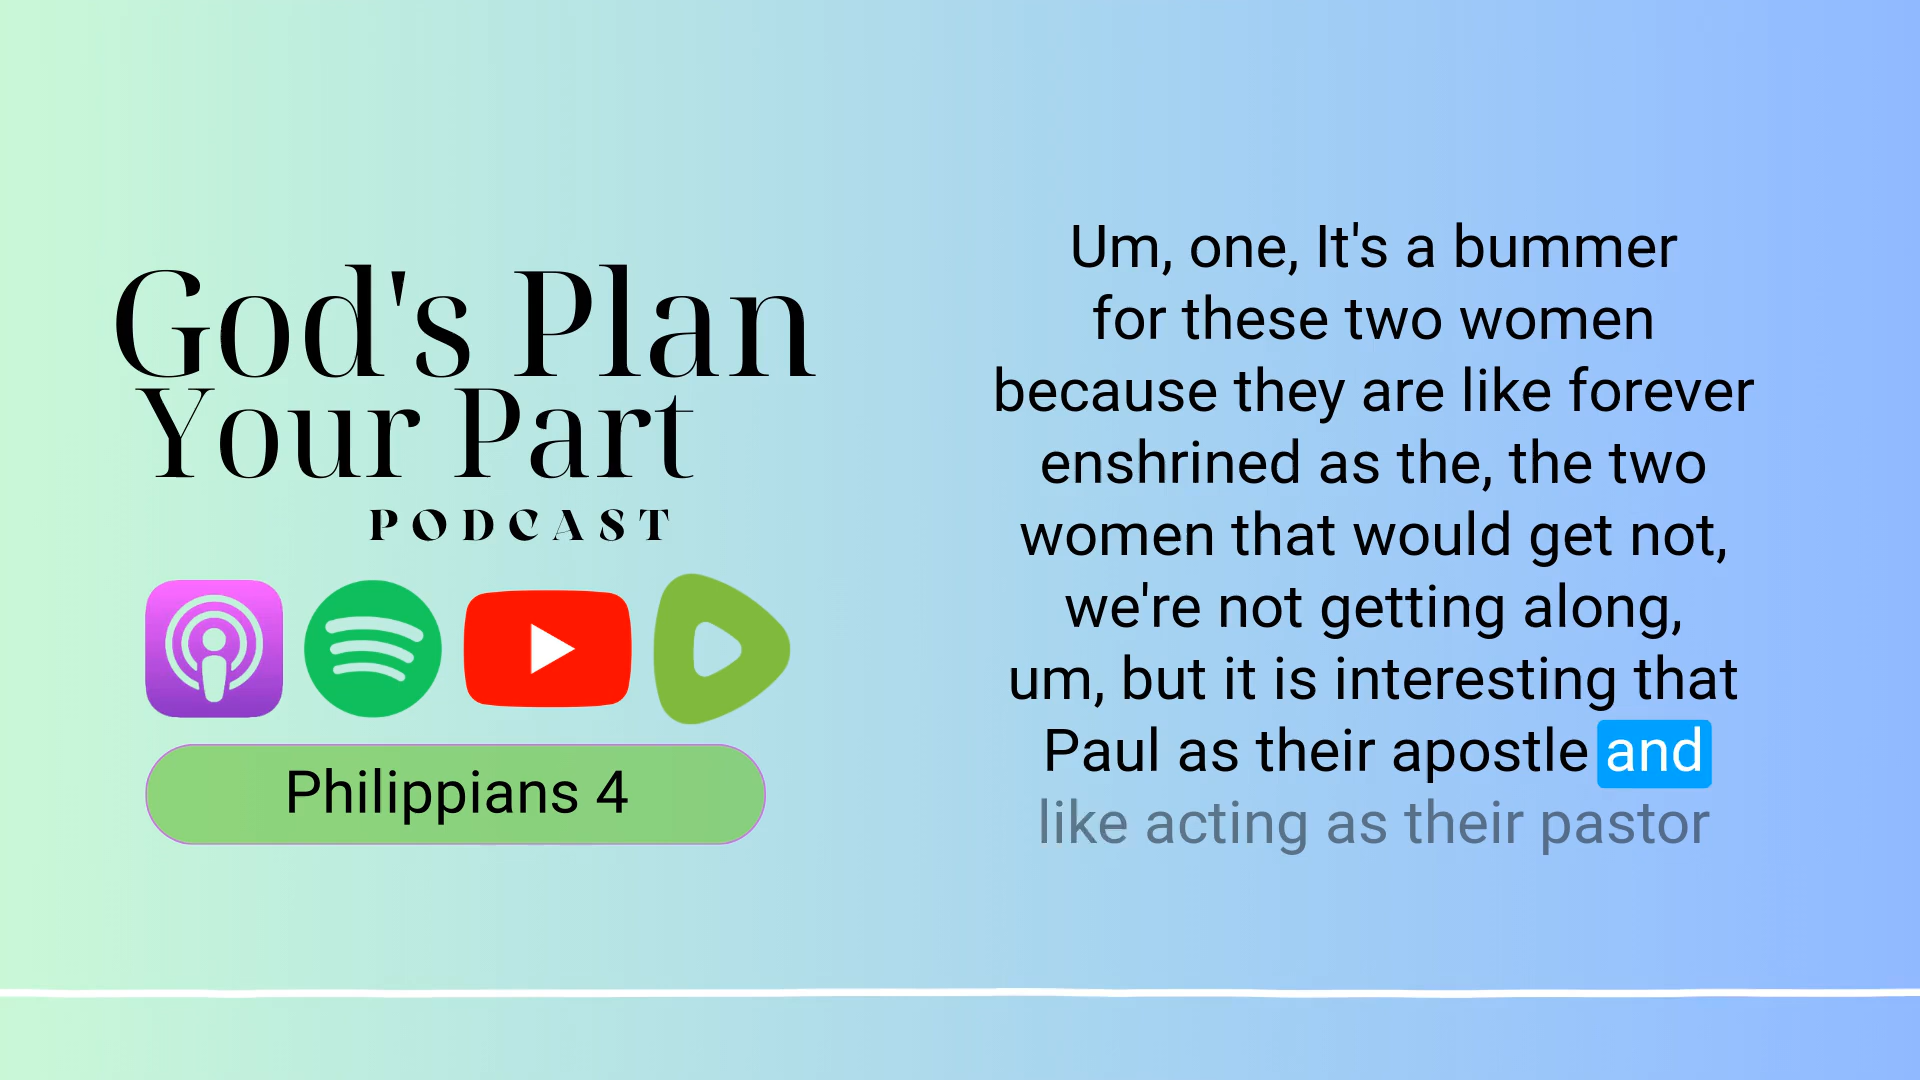 God's Plan
Your Part
PODCAST
Philippians 4
Um, one, It's a bummer
for these two women
because they are like forever
enshrined as the, the two
women that would get not,
we're not getting along,
um, but it is interesting that
Paul as their apostle and
like acting as their pastor